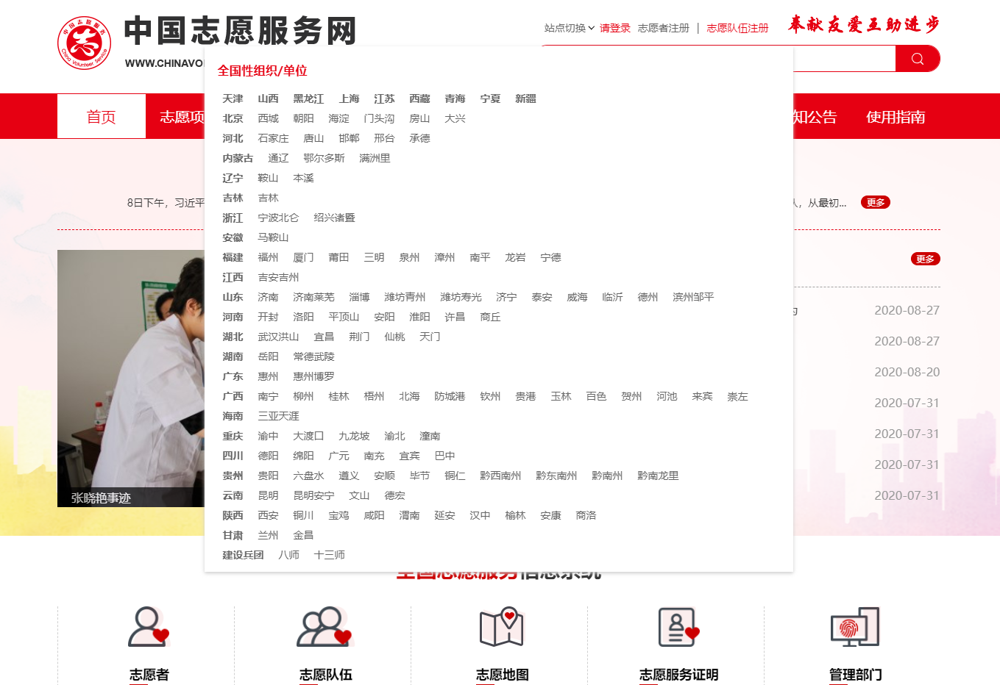 中国志愿服务网
站点切换 请登录 志愿者注册 | 志愿队伍注册
奉献友爱互助进步
WWW.CHINAVO
全国性组织/单位
天津 山西 黑龙江 上海 江苏 西藏 青海 宁夏 新疆
首页 志愿项 知公告 使用指南
北京 西城 朝阳 海淀 门头沟 房山 大兴
河北 石家庄 唐山 邯郸 邢台 承德
内蒙古 通辽 鄂尔多斯 满洲里
辽宁 鞍山 本溪
吉林 吉林
8日下午，习近平 人，从最初... 更多
浙江 宁波北仑 绍兴诸暨
安徽 马鞍山
福建 福州 厦门 莆田 三明 泉州 漳州 南平 龙岩 宁德
更多
江西 吉安吉州
山东 济南 济南莱芜 淄博 潍坊青州 潍坊寿光 济宁 泰安 威海 临沂 德州 滨州邹平
2020-08-27
河南 开封 洛阳 平顶山 安阳 淮阳 许昌 商丘
湖北 武汉洪山 宜昌 荆门 仙桃 天门
2020-08-27
湖南 岳阳 常德武陵
2020-08-20
广东 惠州 惠州博罗
广西 南宁 柳州 桂林 梧州 北海 防城港 钦州 贵港 玉林 百色 贺州 河池 来宾 崇左
2020-07-31
海南 三亚天涯
重庆 渝中 大渡口 九龙坡 渝北 潼南
2020-07-31
四川 德阳 绵阳 广元 南充 宜宾 巴中
2020-07-31
贵州 贵阳 六盘水 遵义 安顺 毕节 铜仁 黔西南州 黔东南州 黔南州 黔南龙里
云南 昆明 昆明安宁 文山 德宏
2020-07-31
张晓艳事迹
陕西 西安 铜川 宝鸡 咸阳 渭南 延安 汉中 榆林 安康 商洛
甘肃 兰州 金昌
建设兵团 八师 十三师
全国志愿服务信息系统
志愿者 志愿队伍 志愿地图 志愿服务证明 管理部门